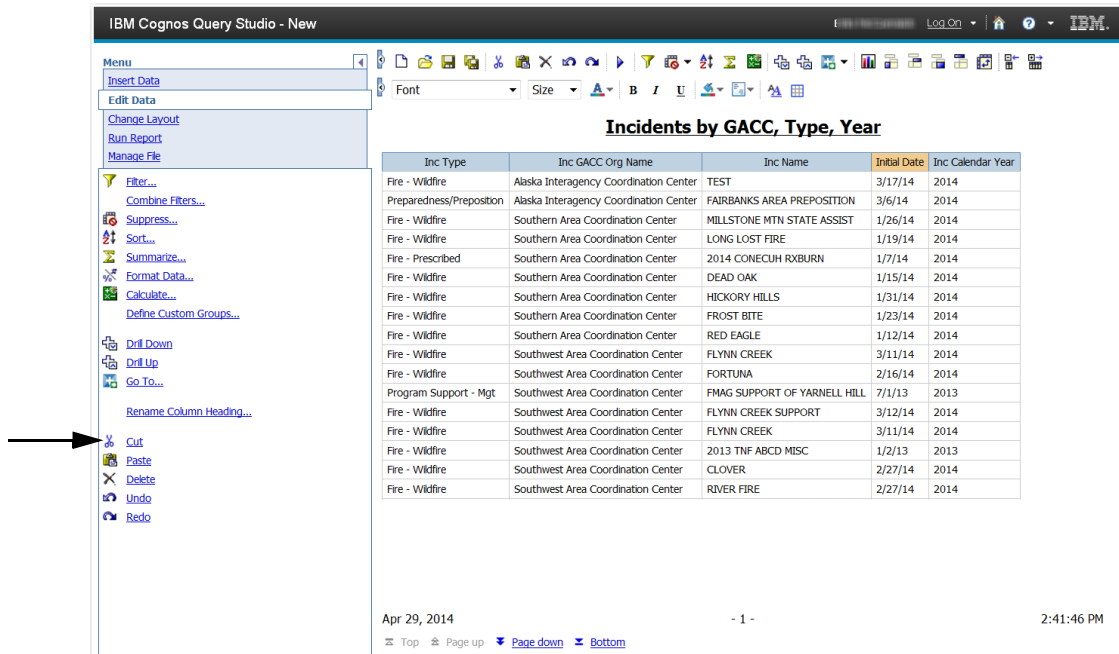 IBM Cognos Query Studio - New
Log On
IBM.
Menu
Insert Data
Edit Data
Change Layout
Run Report
Manage File
Filter...
Combine Filters...
Suppress...
Sort...
Summarize...
Format Data...
Calculate...
Define Custom Groups...
Drill Down
Drill Up
Go To...
Rename Column Heading...
Cut
Paste
Delete
Undo
Redo
Font Size A B I U AA
Incidents by GACC, Type, Year
Inc Type Inc GACC Org Name Inc Name Initial Date Inc Calendar Year
Fire - Wildfire Alaska Interagency Coordination Center TEST 3/17/14 2014
Preparedness/Preposition Alaska Interagency Coordination Center FAIRBANKS AREA PREPOSITION 3/6/14 2014
Fire - Wildfire Southern Area Coordination Center MILLSTONE MTN STATE ASSIST 1/26/14 2014
Fire - Wildfire Southern Area Coordination Center LONG LOST FIRE 1/19/14 2014
Fire - Prescribed Southern Area Coordination Center 2014 CONECUH RXBURN 1/7/14 2014
Fire - Wildfire Southern Area Coordination Center DEAD OAK 1/15/14 2014
Fire - Wildfire Southern Area Coordination Center HICKORY HILLS 1/31/14 2014
Fire - Wildfire Southern Area Coordination Center FROST BITE 1/23/14 2014
Fire - Wildfire Southern Area Coordination Center RED EAGLE 1/12/14 2014
Fire - Wildfire Southwest Area Coordination Center FLYNN CREEK 3/11/14 2014
Fire - Wildfire Southwest Area Coordination Center FORTUNA 2/16/14 2014
Program Support - Mgt Southwest Area Coordination Center FMAG SUPPORT OF YARNELL HILL 7/1/13 2013
Fire - Wildfire Southwest Area Coordination Center FLYNN CREEK SUPPORT 3/12/14 2014
Fire - Wildfire Southwest Area Coordination Center FLYNN CREEK 3/11/14 2014
Fire - Wildfire Southwest Area Coordination Center 2013 TNF ABCD MISC 1/2/13 2013
Fire - Wildfire Southwest Area Coordination Center CLOVER 2/27/14 2014
Fire - Wildfire Southwest Area Coordination Center RIVER FIRE 2/27/14 2014
Apr 29, 2014 - 1 - 2:41:46 PM
Top Page up Page down Bottom